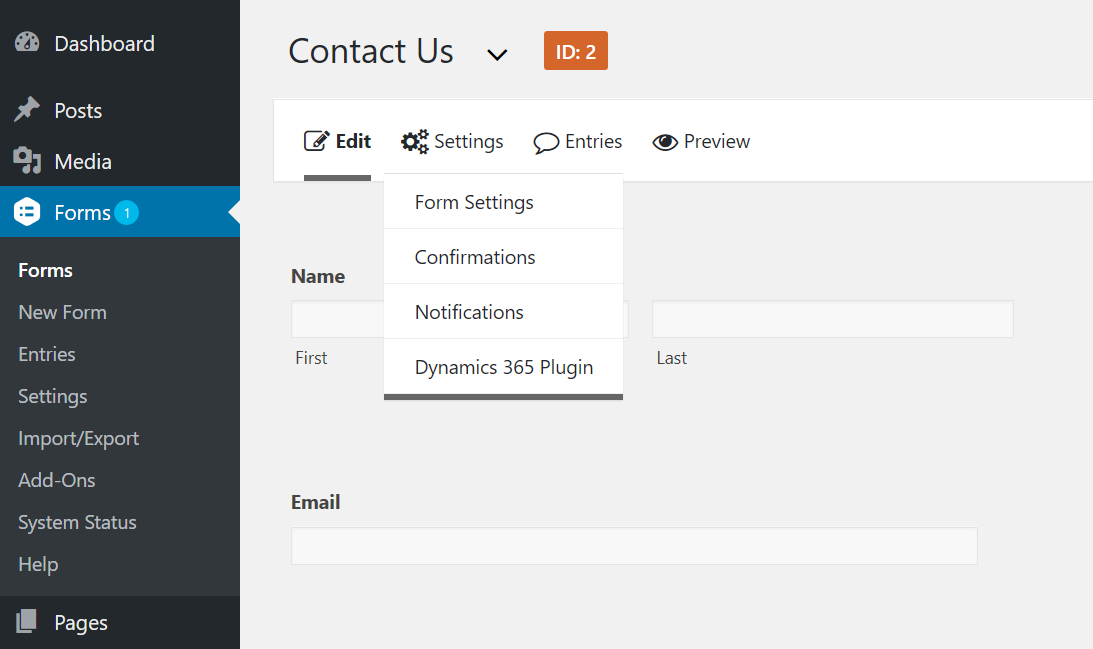 Dashboard
Posts
Media
Forms 1
Forms
New Form
Entries
Settings
Import/Export
Add-Ons
System Status
Help
Pages
Contact Us ID: 2
Edit Settings Entries Preview
Form Settings
Confirmations
Notifications
Dynamics 365 Plugin
Name
First Last
Email